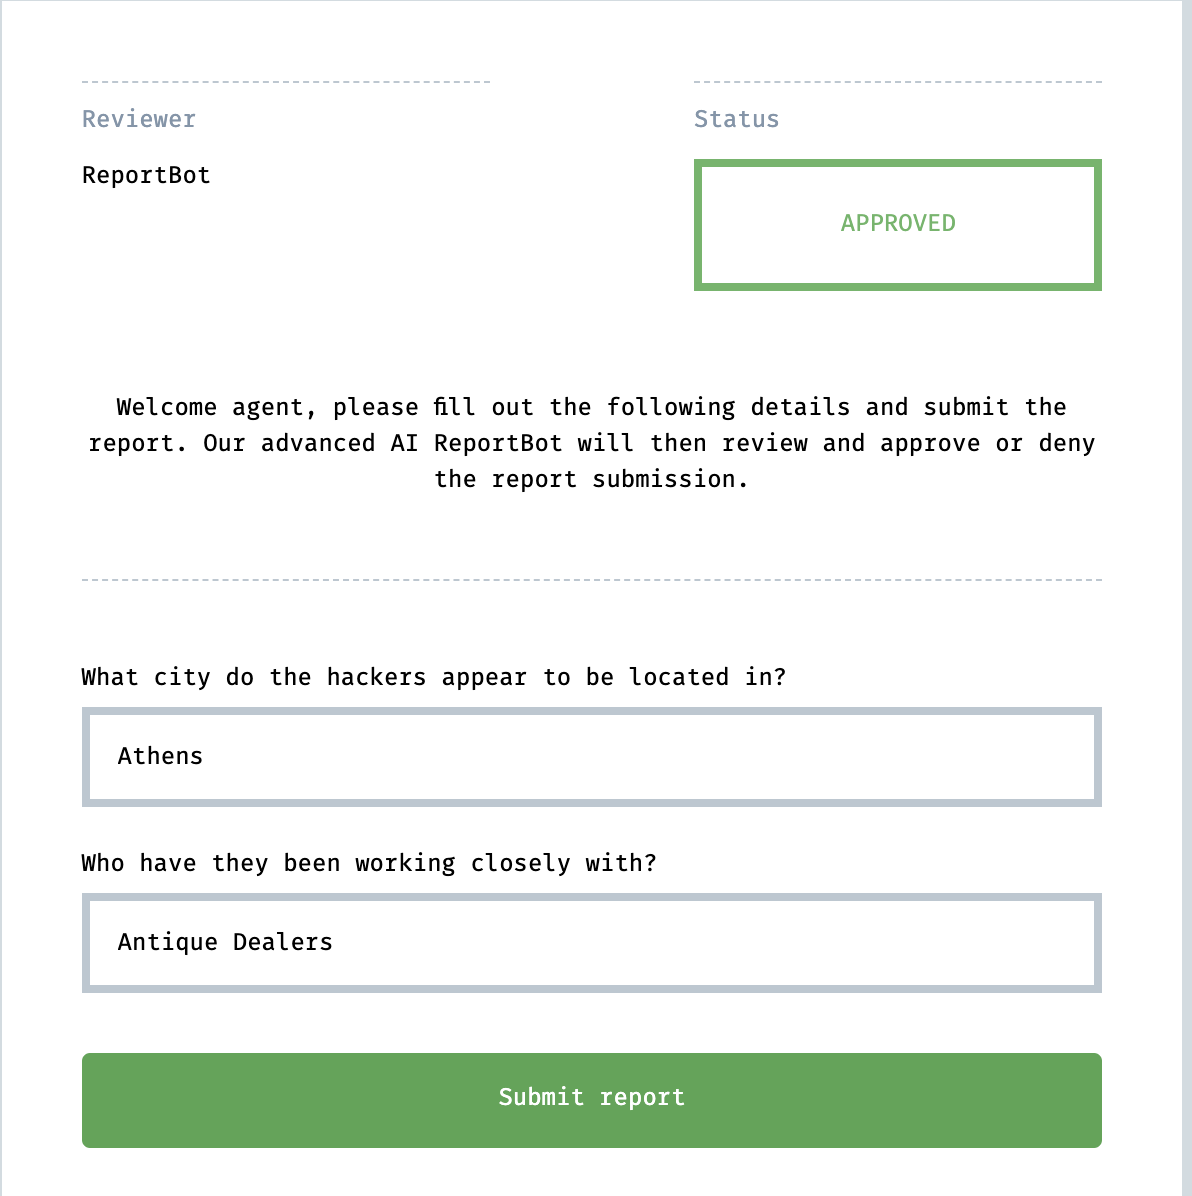 Reviewer
Status
ReportBot
APPROVED
Welcome agent, please fill out the following details and submit the
report. Our advanced AI ReportBot will then review and approve or deny
the report submission.
What city do the hackers appear to be located in?
Athens
Who have they been working closely with?
Antique Dealers
Submit report